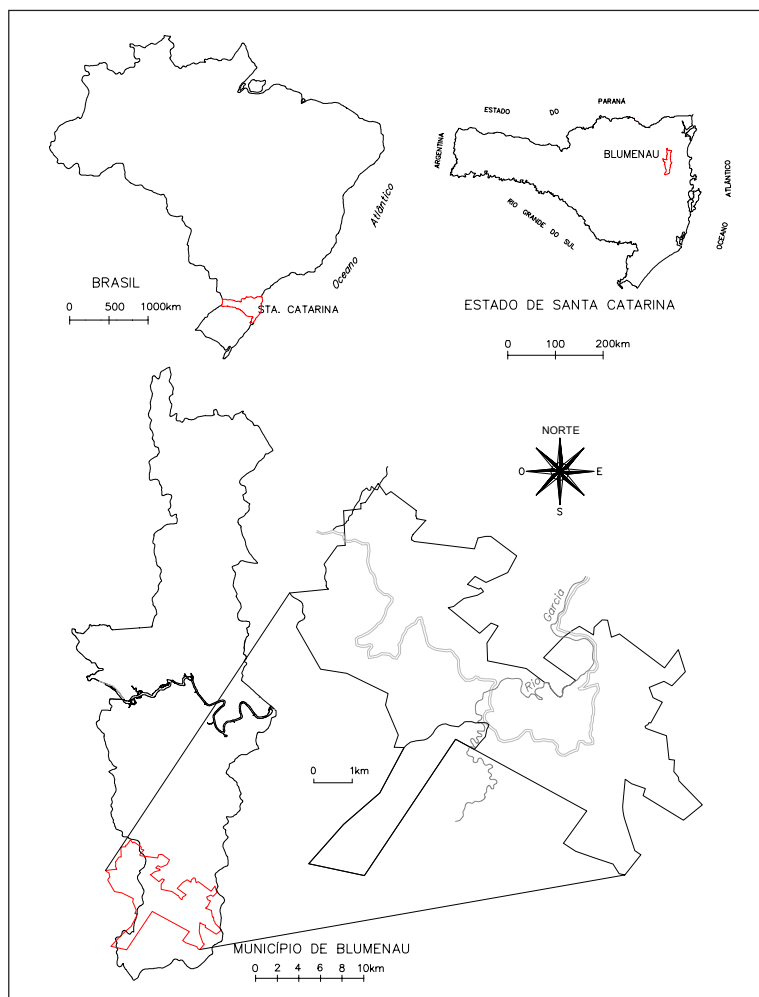 BRASIL
0 500 1000km
STA. CATARINA
Oceano Atlântico
ESTADO DO PARANÁ
ARGENTINA
BLUMENAU
RIO GRANDE DO SUL
OCEANO ATLÂNTICO
ESTADO DE SANTA CATARINA
0 100 200km
NORTE
O E
S
Rio Garcia
0 1km
MUNICÍPIO DE BLUMENAU
0 2 4 6 8 10km